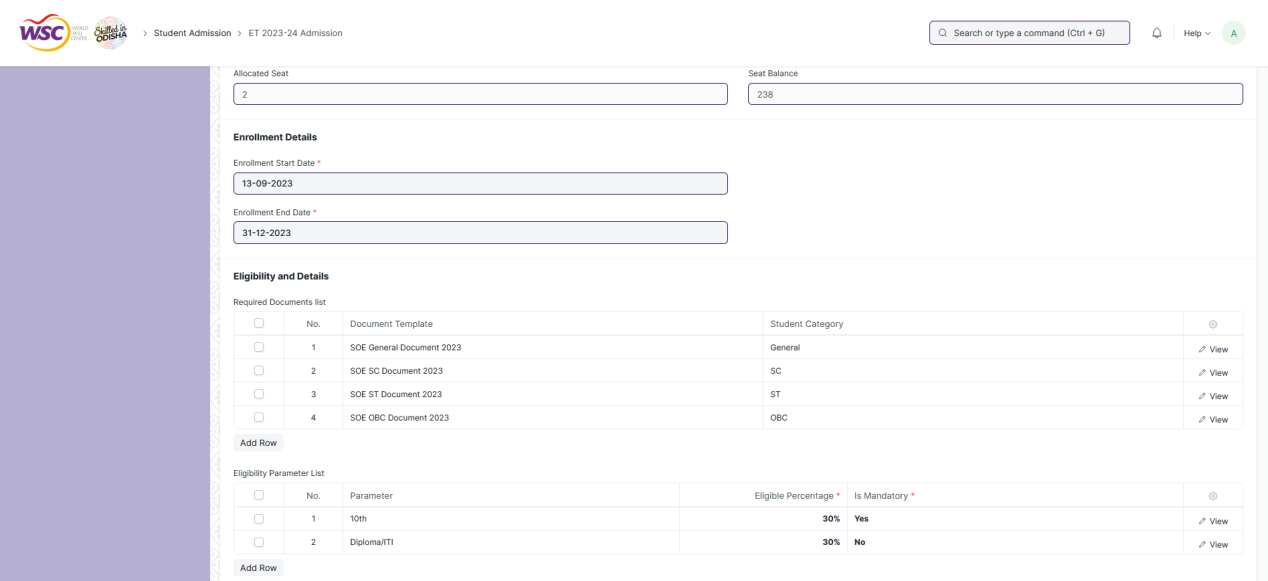 WSC WORLD SKILL CENTER Skilled in ODISHA > Student Admission > ET 2023-24 Admission Search or type a command (Ctrl + G) Help A
Allocated Seat Seat Balance
2 238
Enrollment Details
Enrollment Start Date *
13-09-2023
Enrollment End Date *
31-12-2023
Eligibility and Details
Required Documents list
No. Document Template Student Category
1 SOE General Document 2023 General View
2 SOE SC Document 2023 SC View
3 SOE ST Document 2023 ST View
4 SOE OBC Document 2023 OBC View
Add Row
Eligibility Parameter List
No. Parameter Eligible Percentage * Is Mandatory *
1 10th 30% Yes View
2 Diploma/ITI 30% No View
Add Row